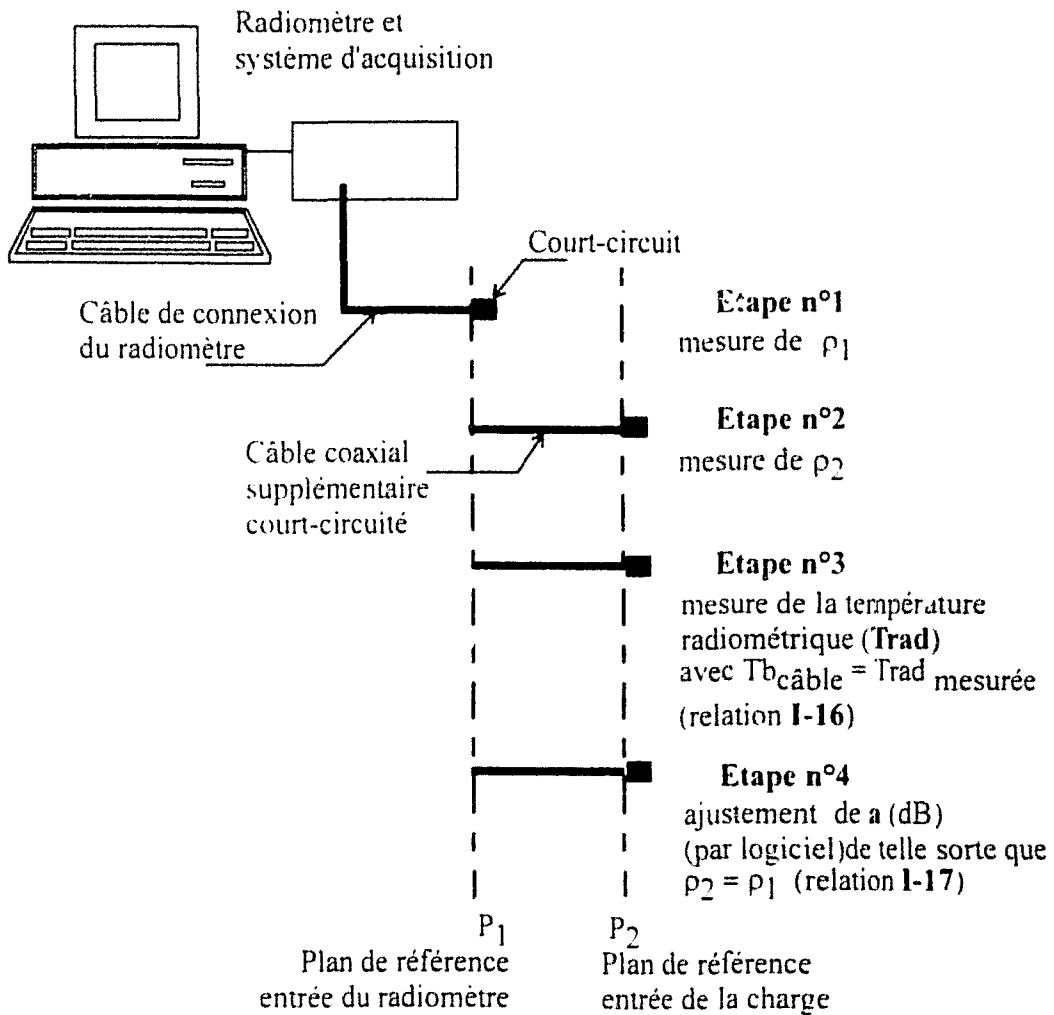 Radiomètre et
système d'acquisition
Court-circuit
Câble de connexion
du radiomètre
Etape n°1
mesure de ρ1
Etape n°2
mesure de ρ2
Câble coaxial
supplémentaire
court-circuité
Etape n°3
mesure de la température
radiométrique (Trad)
avec Tbcâble = Trad mesurée
(relation I-16)
Etape n°4
ajustement de a (dB)
(par logiciel)de telle sorte que
ρ2 = ρ1 (relation I-17)
P1
Plan de référence
entrée du radiomètre
P2
Plan de référence
entrée de la charge